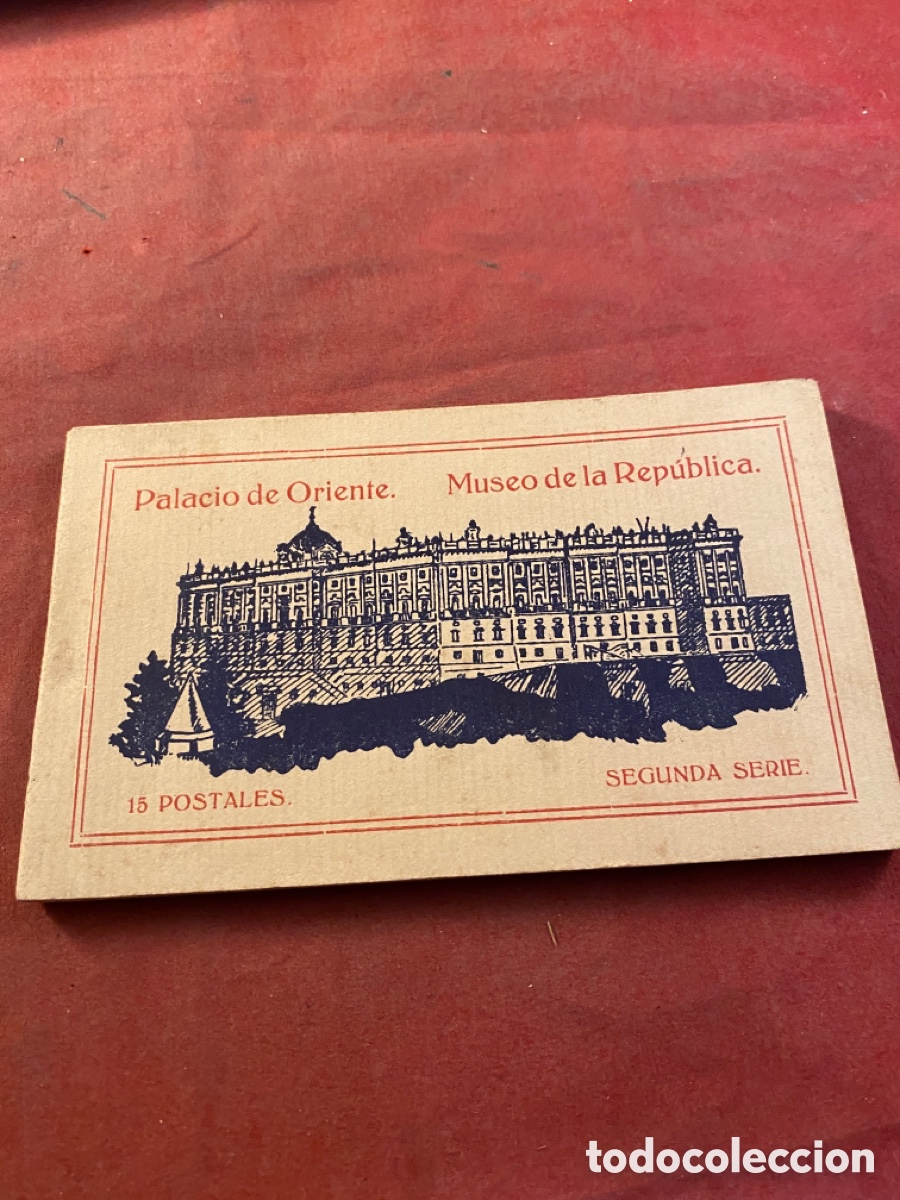 Palacio de Oriente. Museo de la República.
15 POSTALES. SEGUNDA SERIE.
todocoleccion